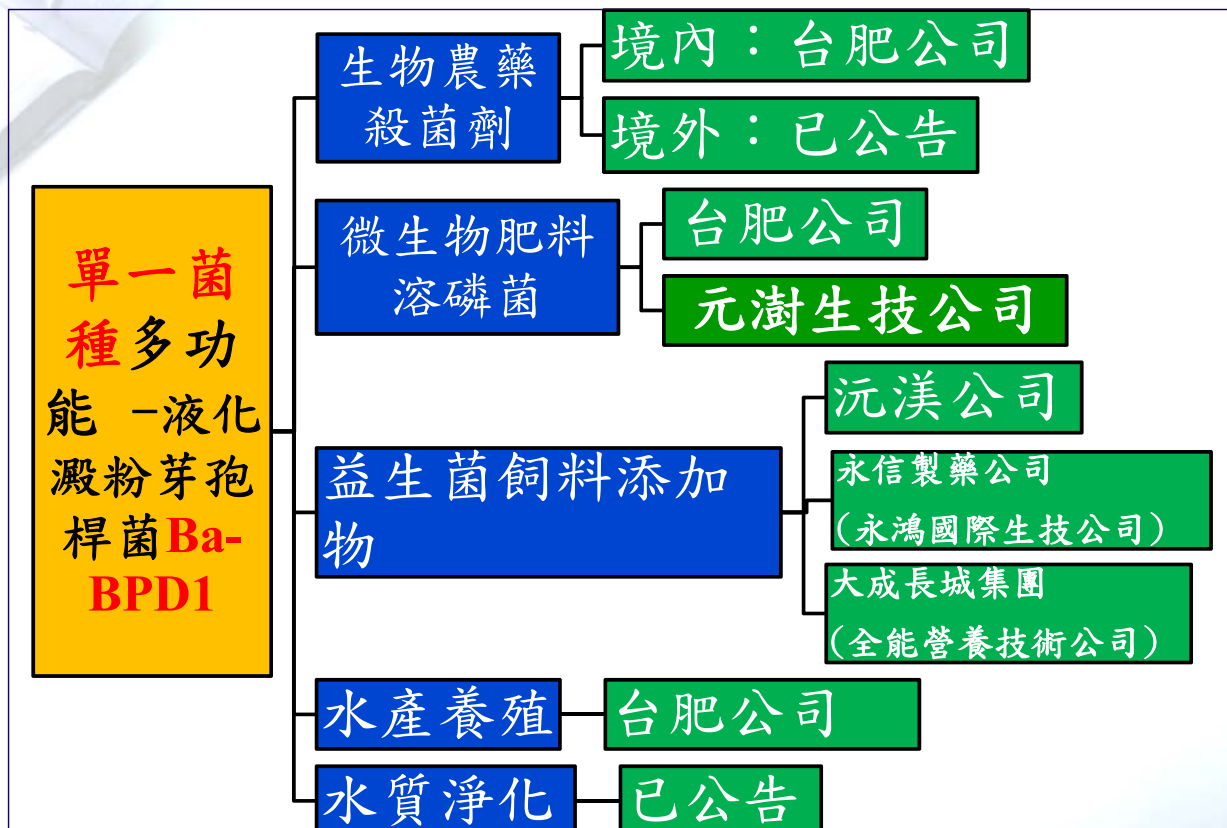 單一菌
種多功
能 –液化
澱粉芽孢
桿菌Ba-
BPD1
生物農藥
殺菌劑
境內：台肥公司
境外：已公告
微生物肥料
溶磷菌
台肥公司
元澍生技公司
益生菌飼料添加
物
沅渼公司
永信製藥公司
(永鴻國際生技公司)
大成長城集團
(全能營養技術公司)
水產養殖
台肥公司
水質淨化
已公告